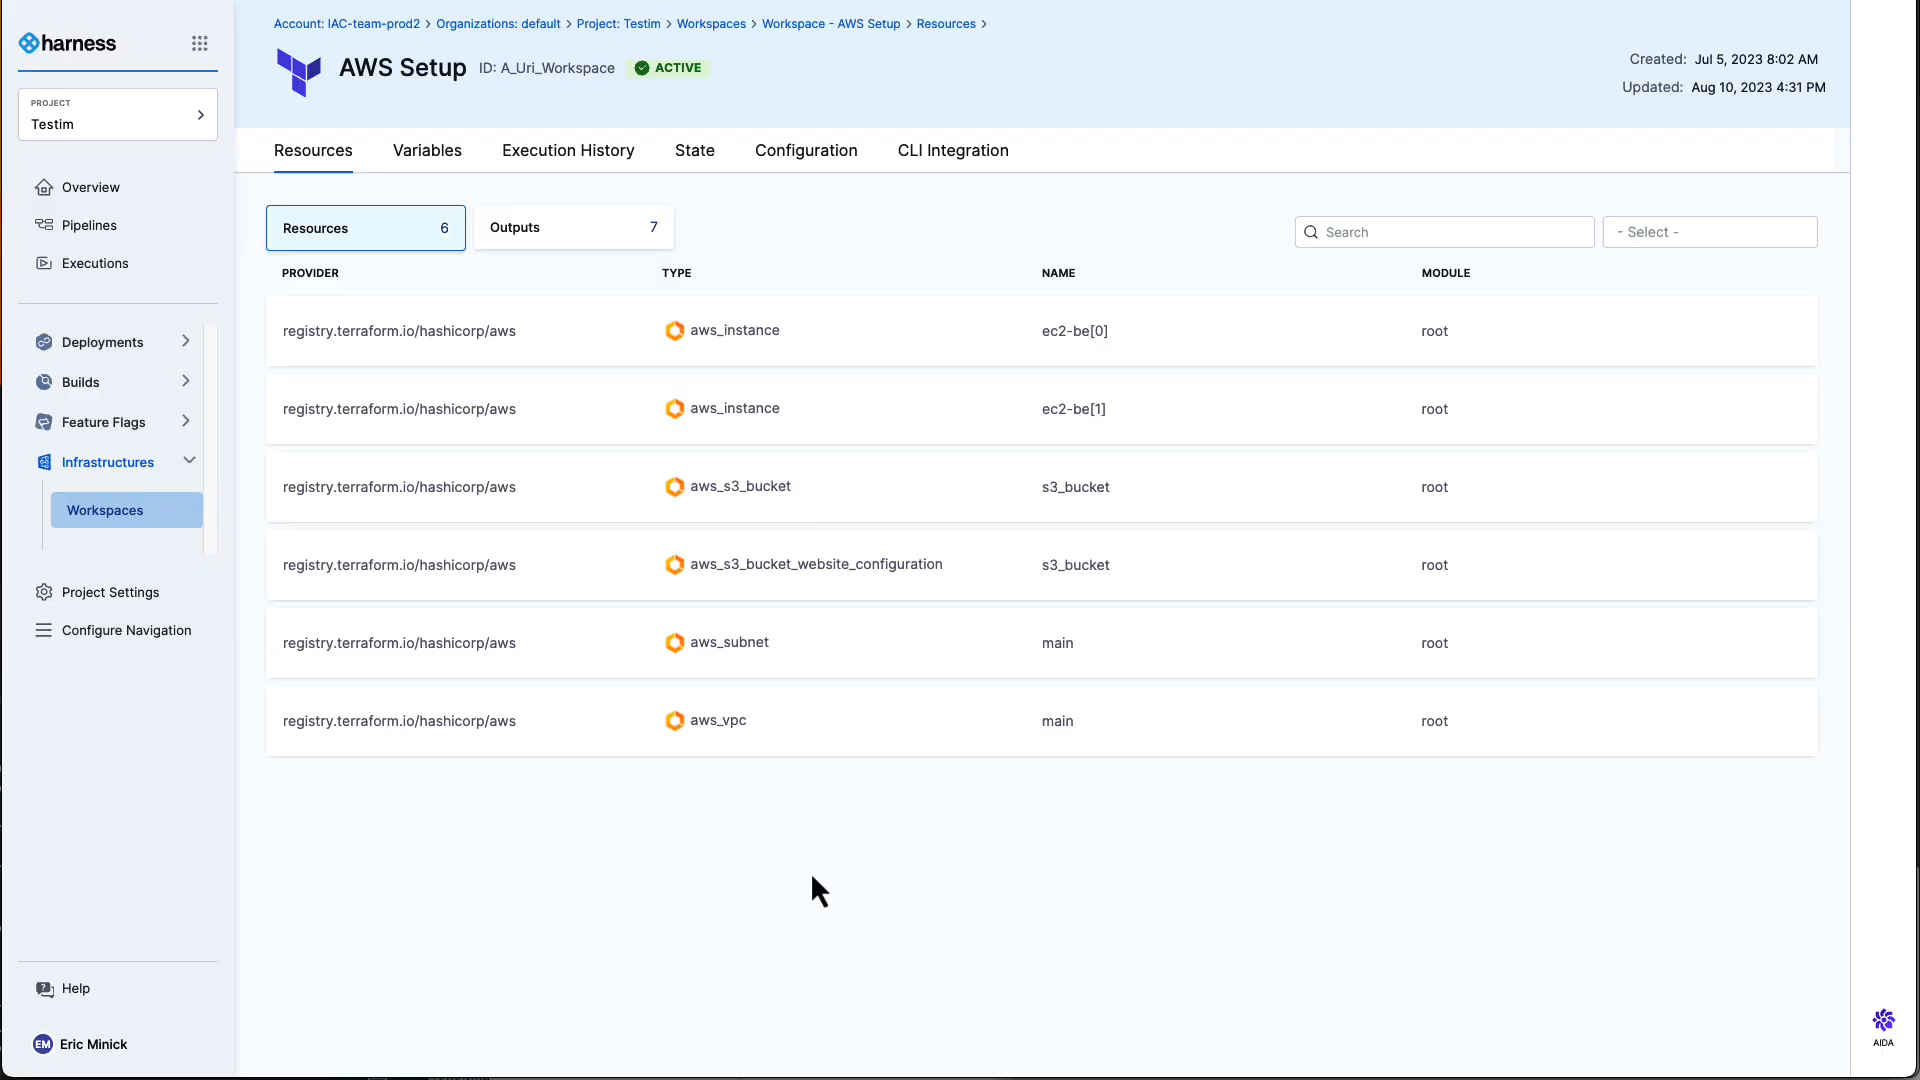 harness
PROJECT
Testim
Overview
Pipelines
Executions
Deployments
Builds
Feature Flags
Infrastructures
Workspaces
Project Settings
Configure Navigation
Help
EM Eric Minick
Account: IAC-team-prod2 > Organizations: default > Project: Testim > Workspaces > Workspace - AWS Setup > Resources >
AWS Setup ID: A_Uri_Workspace ACTIVE
Created: Jul 5, 2023 8:02 AM
Updated: Aug 10, 2023 4:31 PM
Resources Variables Execution History State Configuration CLI Integration
Resources 6 Outputs 7 Search - Select -
PROVIDER TYPE NAME MODULE
registry.terraform.io/hashicorp/aws aws_instance ec2-be[0] root
registry.terraform.io/hashicorp/aws aws_instance ec2-be[1] root
registry.terraform.io/hashicorp/aws aws_s3_bucket s3_bucket root
registry.terraform.io/hashicorp/aws aws_s3_bucket_website_configuration s3_bucket root
registry.terraform.io/hashicorp/aws aws_subnet main root
registry.terraform.io/hashicorp/aws aws_vpc main root
AIDA